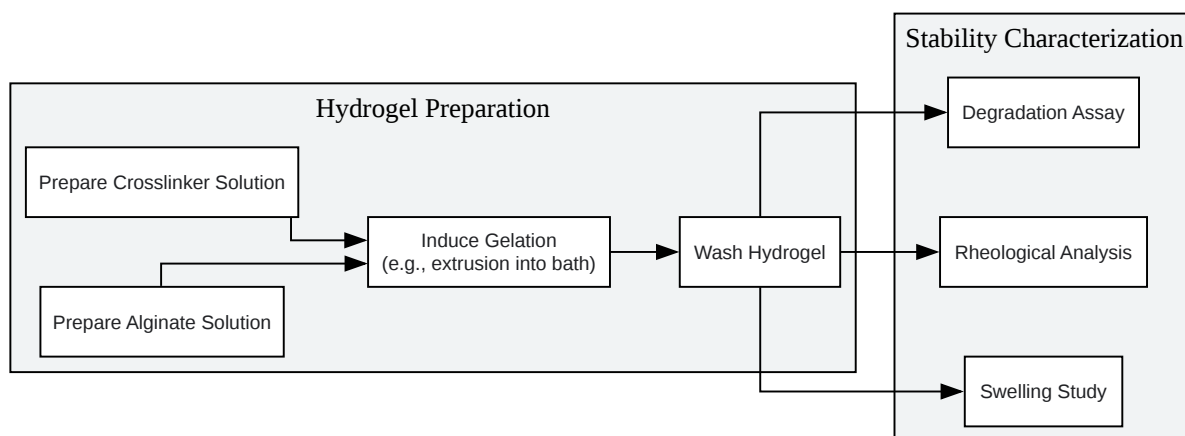 Stability Characterization
Hydrogel Preparation
Degradation Assay
Prepare Crosslinker Solution
Induce Gelation
(e.g., extrusion into bath)
Wash Hydrogel
Rheological Analysis
Prepare Alginate Solution
Swelling Study